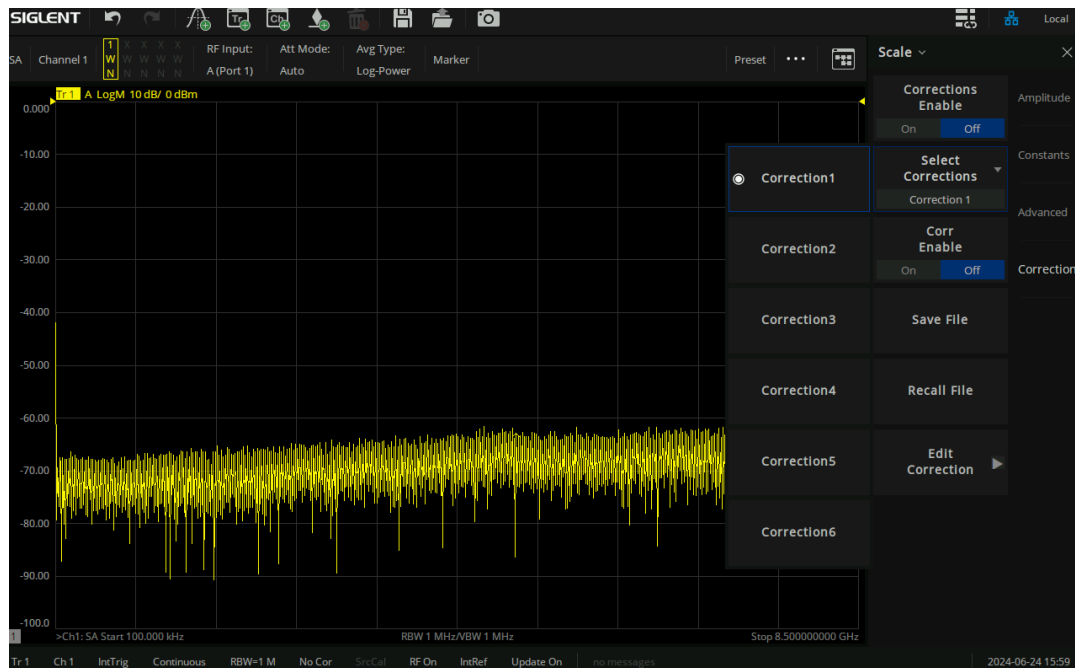 SIGLENT
Tr
Ch
Local
SA
Channel 1
1 X X X X
W W W W W
N N N N N
RF Input:
A (Port 1)
Att Mode:
Auto
Avg Type:
Log-Power
Marker
Preset
Scale
Tr 1 A LogM 10 dB/ 0 dBm
0.000
-10.00
-20.00
-30.00
-40.00
-50.00
-60.00
-70.00
-80.00
-90.00
-100.0
Correction1
Correction2
Correction3
Correction4
Correction5
Correction6
Corrections
Enable
On Off
Select
Corrections
Correction 1
Corr
Enable
On Off
Save File
Recall File
Edit
Correction
Amplitude
Constants
Advanced
Correction
1
>Ch1: SA Start 100.000 kHz
RBW 1 MHz/VBW 1 MHz
Stop 8.500000000 GHz
Tr 1 Ch 1 IntTrig Continuous RBW=1 M No Cor SrcCal RF On IntRef Update On no messages 2024-06-24 15:59